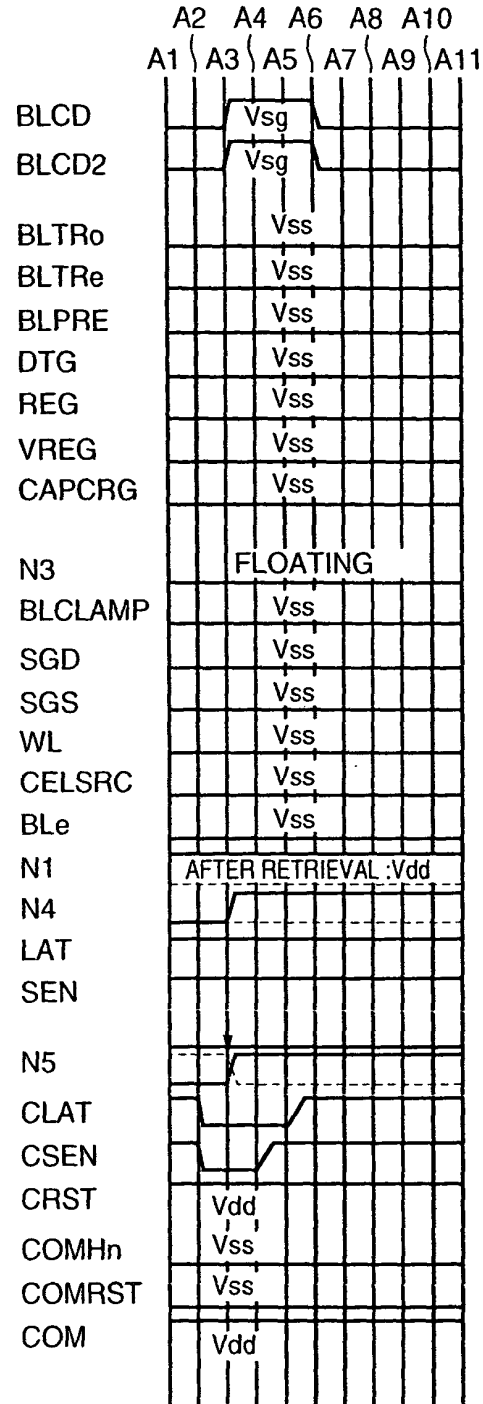 A2 A4 A6 A8 A10
A1 A3 A5 A7 A9 A11
BLCD Vsg
BLCD2 Vsg
BLTRo Vss
BLTRe Vss
BLPRE Vss
DTG Vss
REG Vss
VREG Vss
CAPCRG Vss
N3 FLOATING
BLCLAMP Vss
SGD Vss
SGS Vss
WL Vss
CELSRC Vss
BLe Vss
N1 AFTER RETRIEVAL :Vdd
N4
LAT
SEN
N5
CLAT
CSEN
CRST Vdd
COMHn Vss
COMRST Vss
COM Vdd